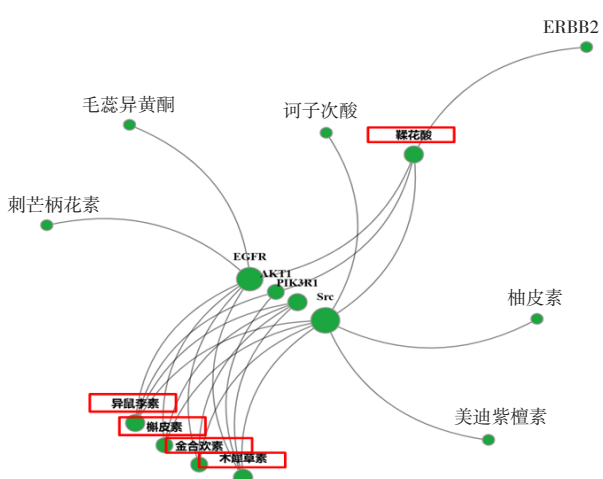 ERBB2
毛蕊异黄酮
诃子次酸
鞣花酸
刺芒柄花素
EGFR
AKT1
PIK3R1
Src
柚皮素
异鼠李素
美迪紫檀素
槲皮素
金合欢素
木犀草素